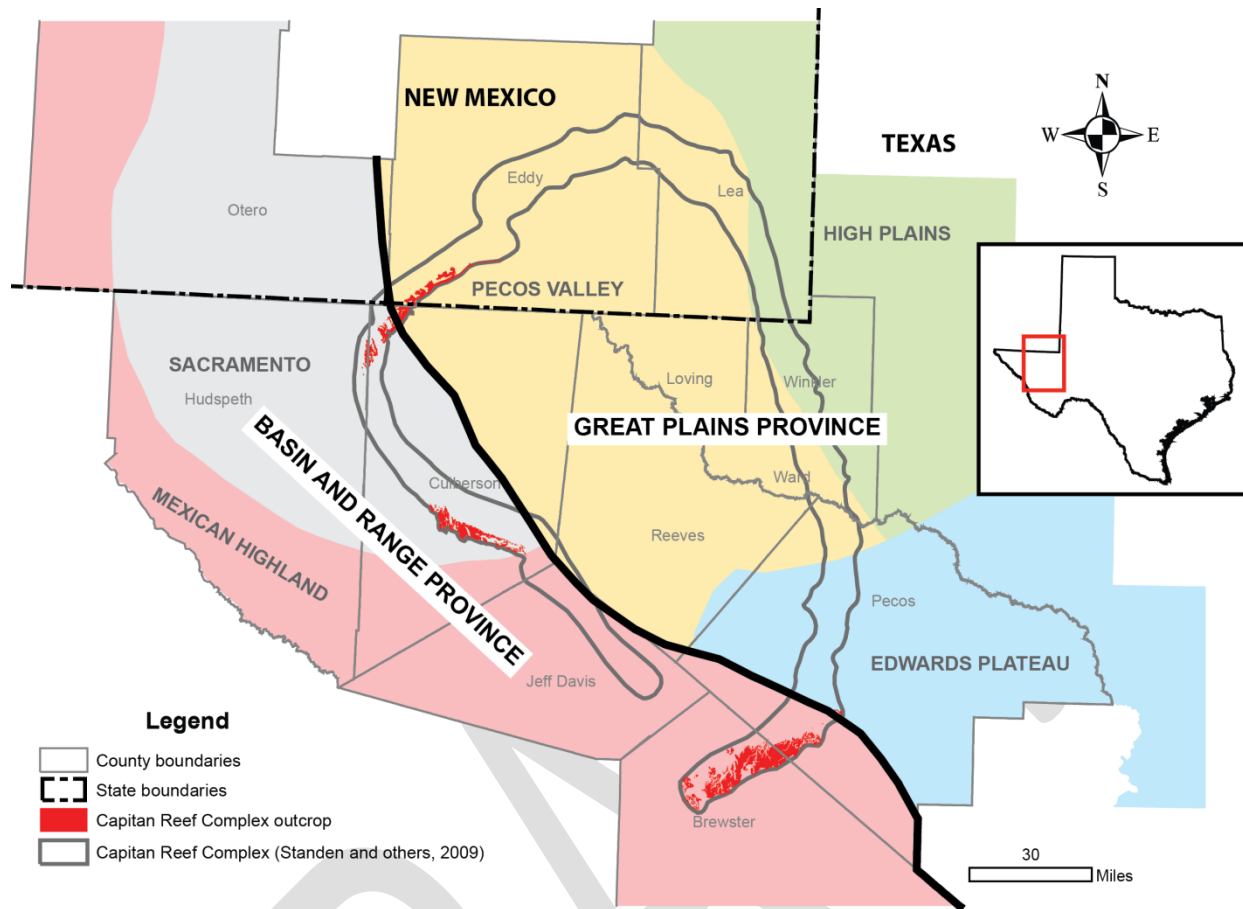 NEW MEXICO
TEXAS
N
W
E
S
Eddy
Lea
Otero
HIGH PLAINS
PECOS VALLEY
SACRAMENTO
Hudspeth
Loving
Winkler
GREAT PLAINS PROVINCE
BASIN AND RANGE PROVINCE
Culberson
Ward
MEXICAN HIGHLAND
Reeves
Pecos
EDWARDS PLATEAU
Jeff Davis
Brewster
Legend
County boundaries
State boundaries
Capitan Reef Complex outcrop
Capitan Reef Complex (Standen and others, 2009)
30
Miles